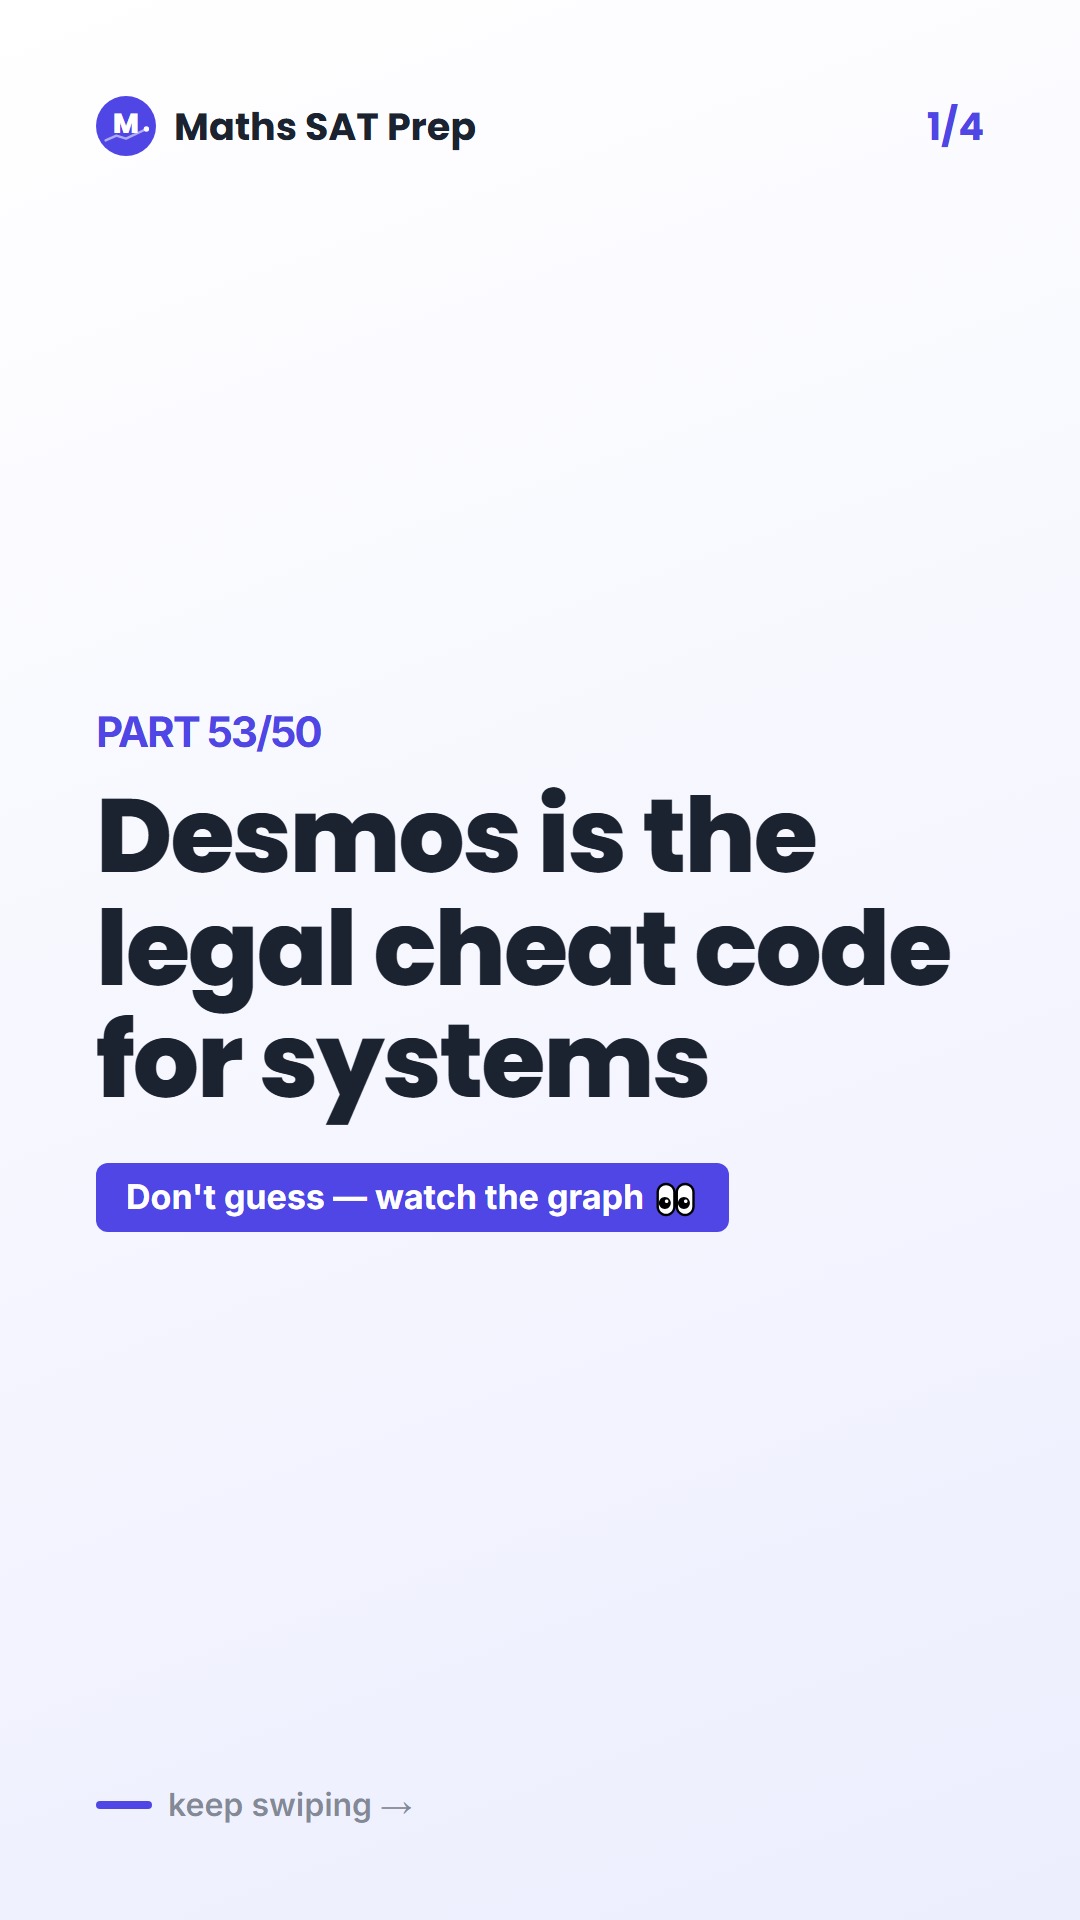 M
Maths SAT Prep
1/4
PART 53/50
Desmos is the
legal cheat code
for systems
Don't guess — watch the graph 👀
keep swiping →